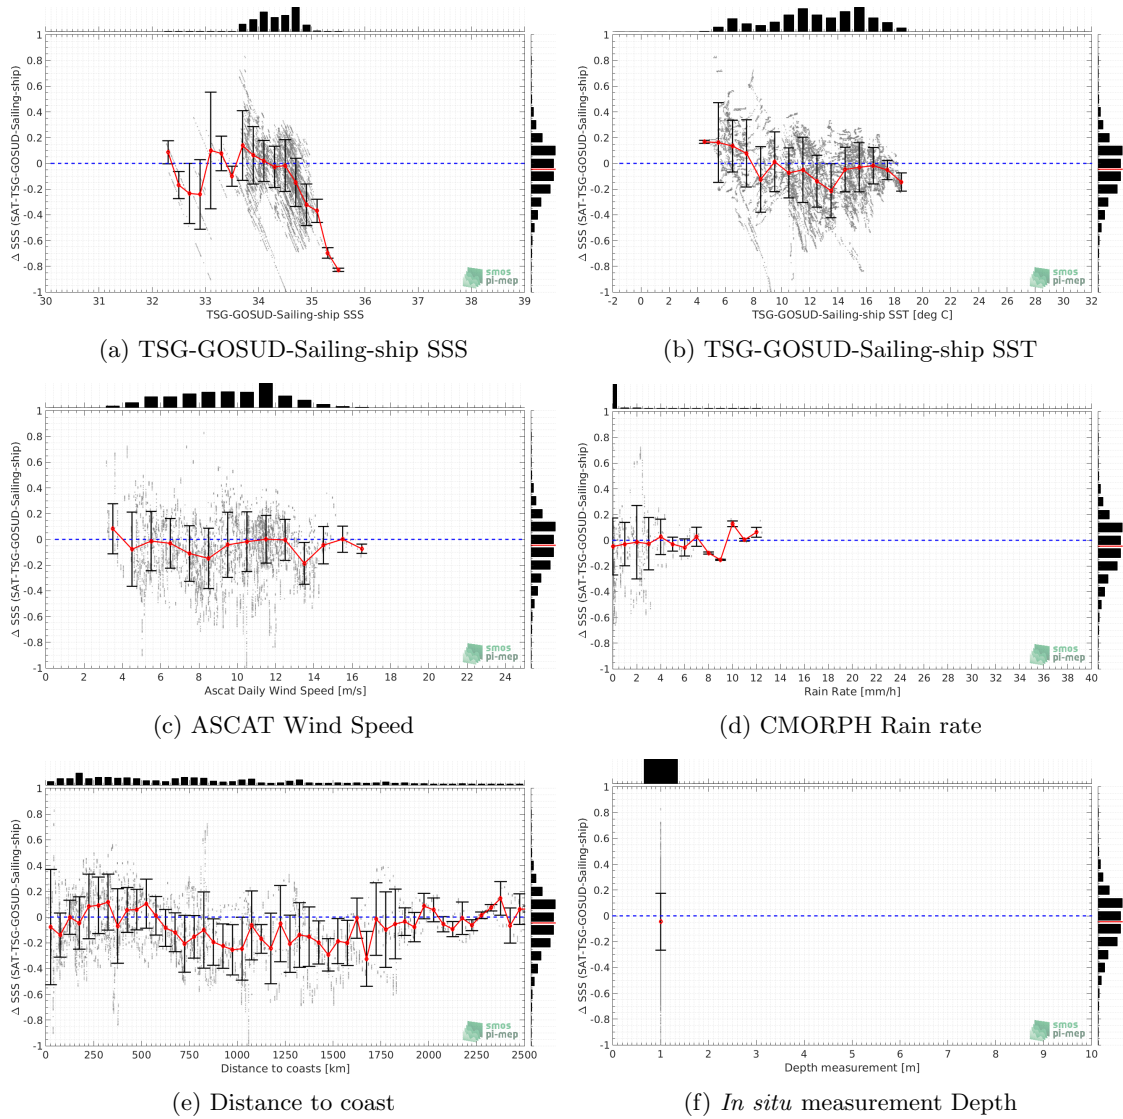 1
0.8
0.6
0.4
0.2
0
-0.2
-0.4
-0.6
-0.8
-1
Δ SSS (SAT-TSG-GOSUD-Sailing-ship)
smos
pi-mep
30 31 32 33 34 35 36 37 38 39
TSG-GOSUD-Sailing-ship SSS
(a) TSG-GOSUD-Sailing-ship SSS
1
0.8
0.6
0.4
0.2
0
-0.2
-0.4
-0.6
-0.8
-1
Δ SSS (SAT-TSG-GOSUD-Sailing-ship)
smos
pi-mep
-2 0 2 4 6 8 10 12 14 16 18 20 22 24 26 28 30 32
TSG-GOSUD-Sailing-ship SST [deg C]
(b) TSG-GOSUD-Sailing-ship SST
1
0.8
0.6
0.4
0.2
0
-0.2
-0.4
-0.6
-0.8
-1
Δ SSS (SAT-TSG-GOSUD-Sailing-ship)
smos
pi-mep
0 2 4 6 8 10 12 14 16 18 20 22 24
Ascat Daily Wind Speed [m/s]
(c) ASCAT Wind Speed
1
0.8
0.6
0.4
0.2
0
-0.2
-0.4
-0.6
-0.8
-1
Δ SSS (SAT-TSG-GOSUD-Sailing-ship)
smos
pi-mep
0 2 4 6 8 10 12 14 16 18 20 22 24 26 28 30 32 34 36 38 40
Rain Rate [mm/h]
(d) CMORPH Rain rate
1
0.8
0.6
0.4
0.2
0
-0.2
-0.4
-0.6
-0.8
-1
Δ SSS (SAT-TSG-GOSUD-Sailing-ship)
smos
pi-mep
0 250 500 750 1000 1250 1500 1750 2000 2250 2500
Distance to coasts [km]
(e) Distance to coast
1
0.8
0.6
0.4
0.2
0
-0.2
-0.4
-0.6
-0.8
-1
Δ SSS (SAT-TSG-GOSUD-Sailing-ship)
smos
pi-mep
0 1 2 3 4 5 6 7 8 9 10
Depth measurement [m]
(f) In situ measurement Depth